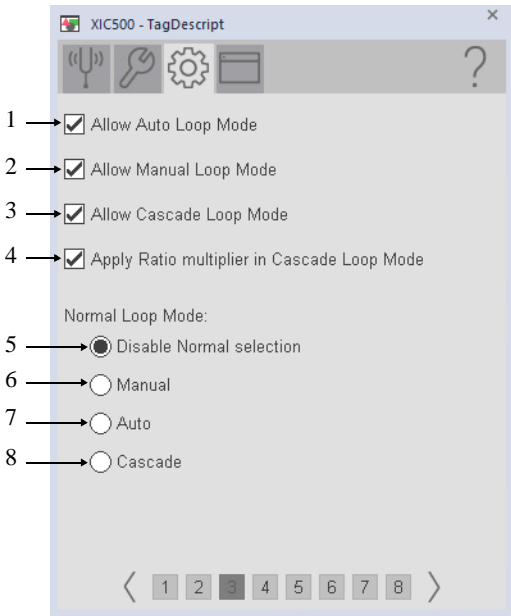 XIC500 - TagDescript ×
?
1 Allow Auto Loop Mode
2 Allow Manual Loop Mode
3 Allow Cascade Loop Mode
4 Apply Ratio multiplier in Cascade Loop Mode
Normal Loop Mode:
5 Disable Normal selection
6 Manual
7 Auto
8 Cascade
1 2 3 4 5 6 7 8